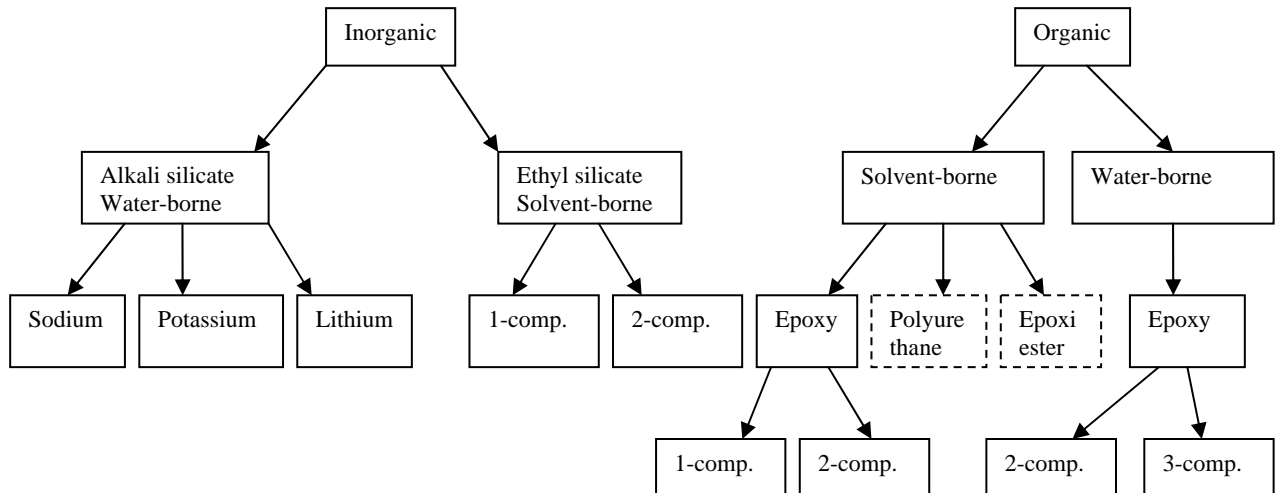 Inorganic
Organic
Alkali silicate
Water-borne
Ethyl silicate
Solvent-borne
Solvent-borne
Water-borne
Sodium
Potassium
Lithium
1-comp.
2-comp.
Epoxy
Polyure
thane
Epoxi
ester
Epoxy
1-comp.
2-comp.
2-comp.
3-comp.